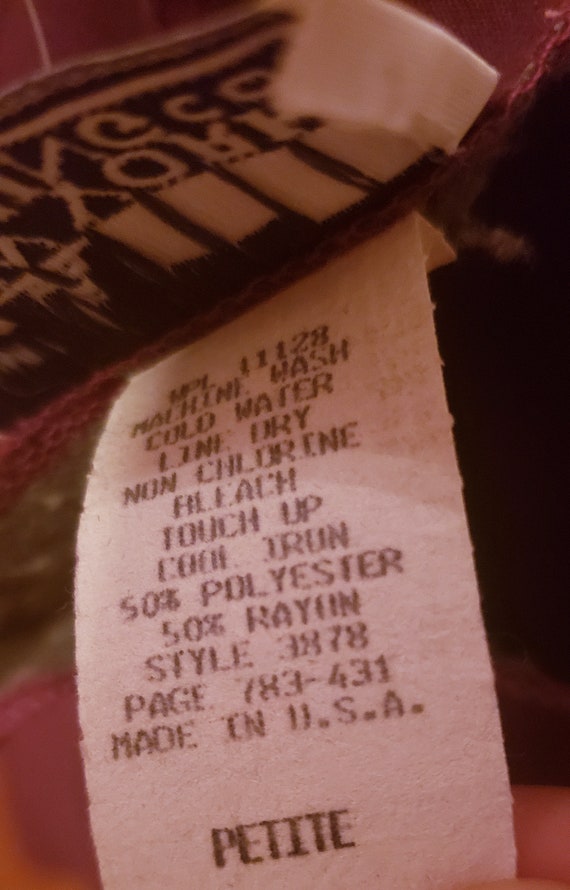 WPL 11128
MACHINE WASH
COLD WATER
LINE DRY
NON CHLORINE
BLEACH
TOUCH UP
COOL IRON
50% POLYESTER
50% RAYON
STYLE 3878
PAGE 783-431
MADE IN U.S.A.
PETITE